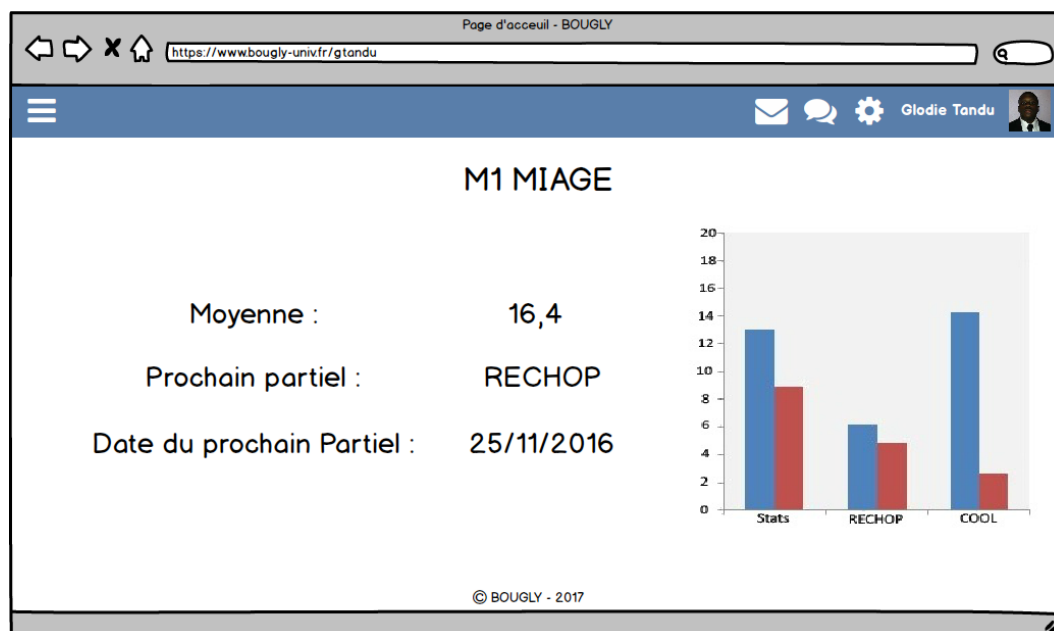 Page d'acceuil - BOUGLY
https://www.bougly-univ.fr/gtandu
Glodie Tandu
M1 MIAGE
Moyenne : 16,4
Prochain partiel : RECHOP
Date du prochain Partiel : 25/11/2016
20
18
16
14
12
10
8
6
4
2
0
Stats RECHOP COOL
© BOUGLY - 2017